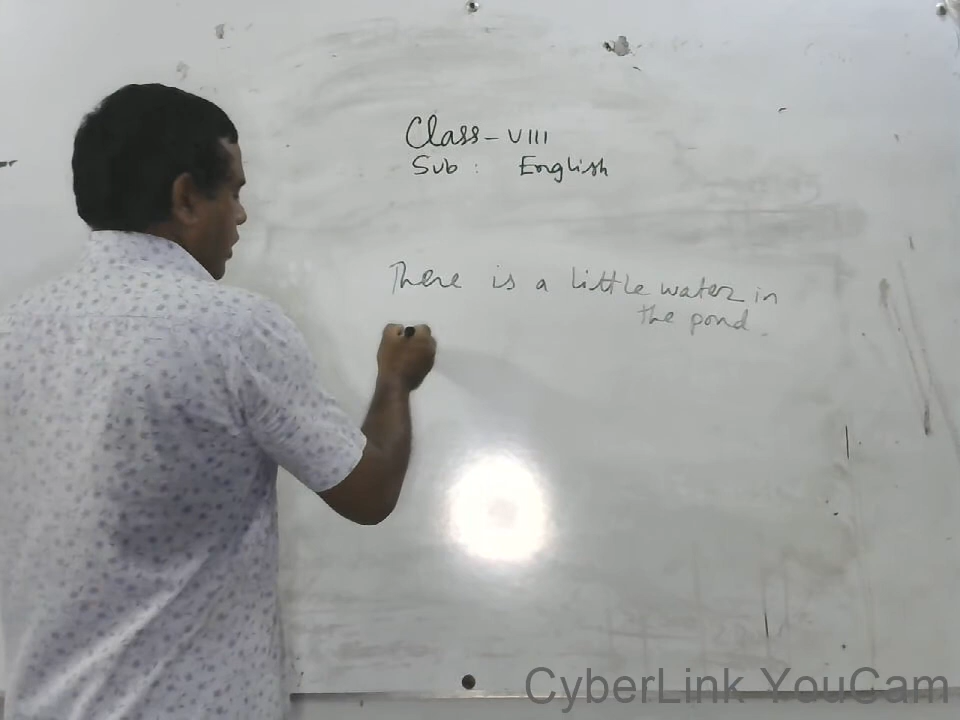 Class - VIII
Sub : English
There is a little water in
the pond.
CyberLink YouCam